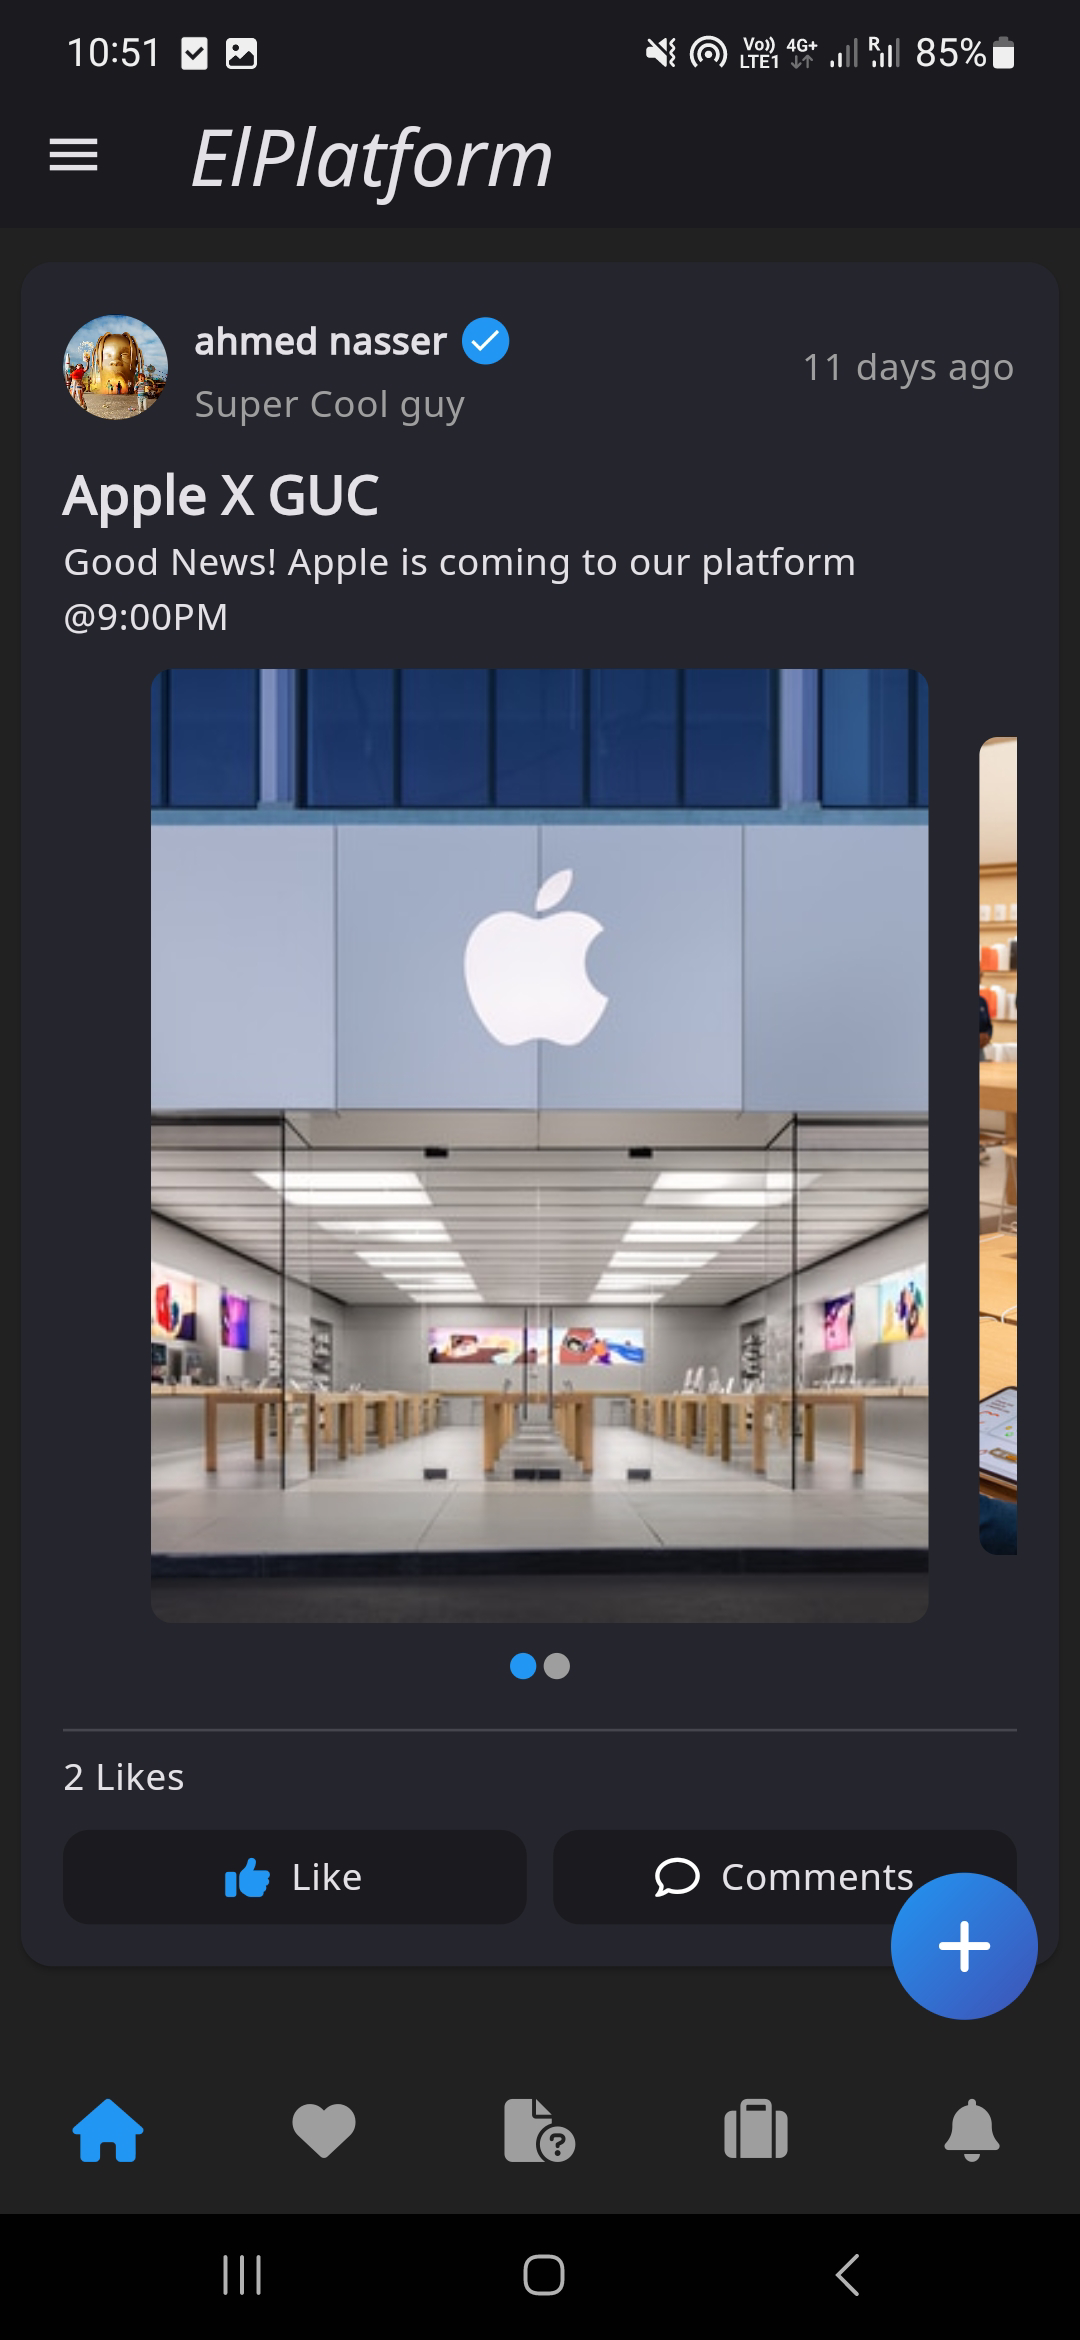 10:51
Vo)) LTE1 4G+ R 85%
ElPlatform
ahmed nasser
Super Cool guy
11 days ago
Apple X GUC
Good News! Apple is coming to our platform
@9:00PM
2 Likes
Like
Comments